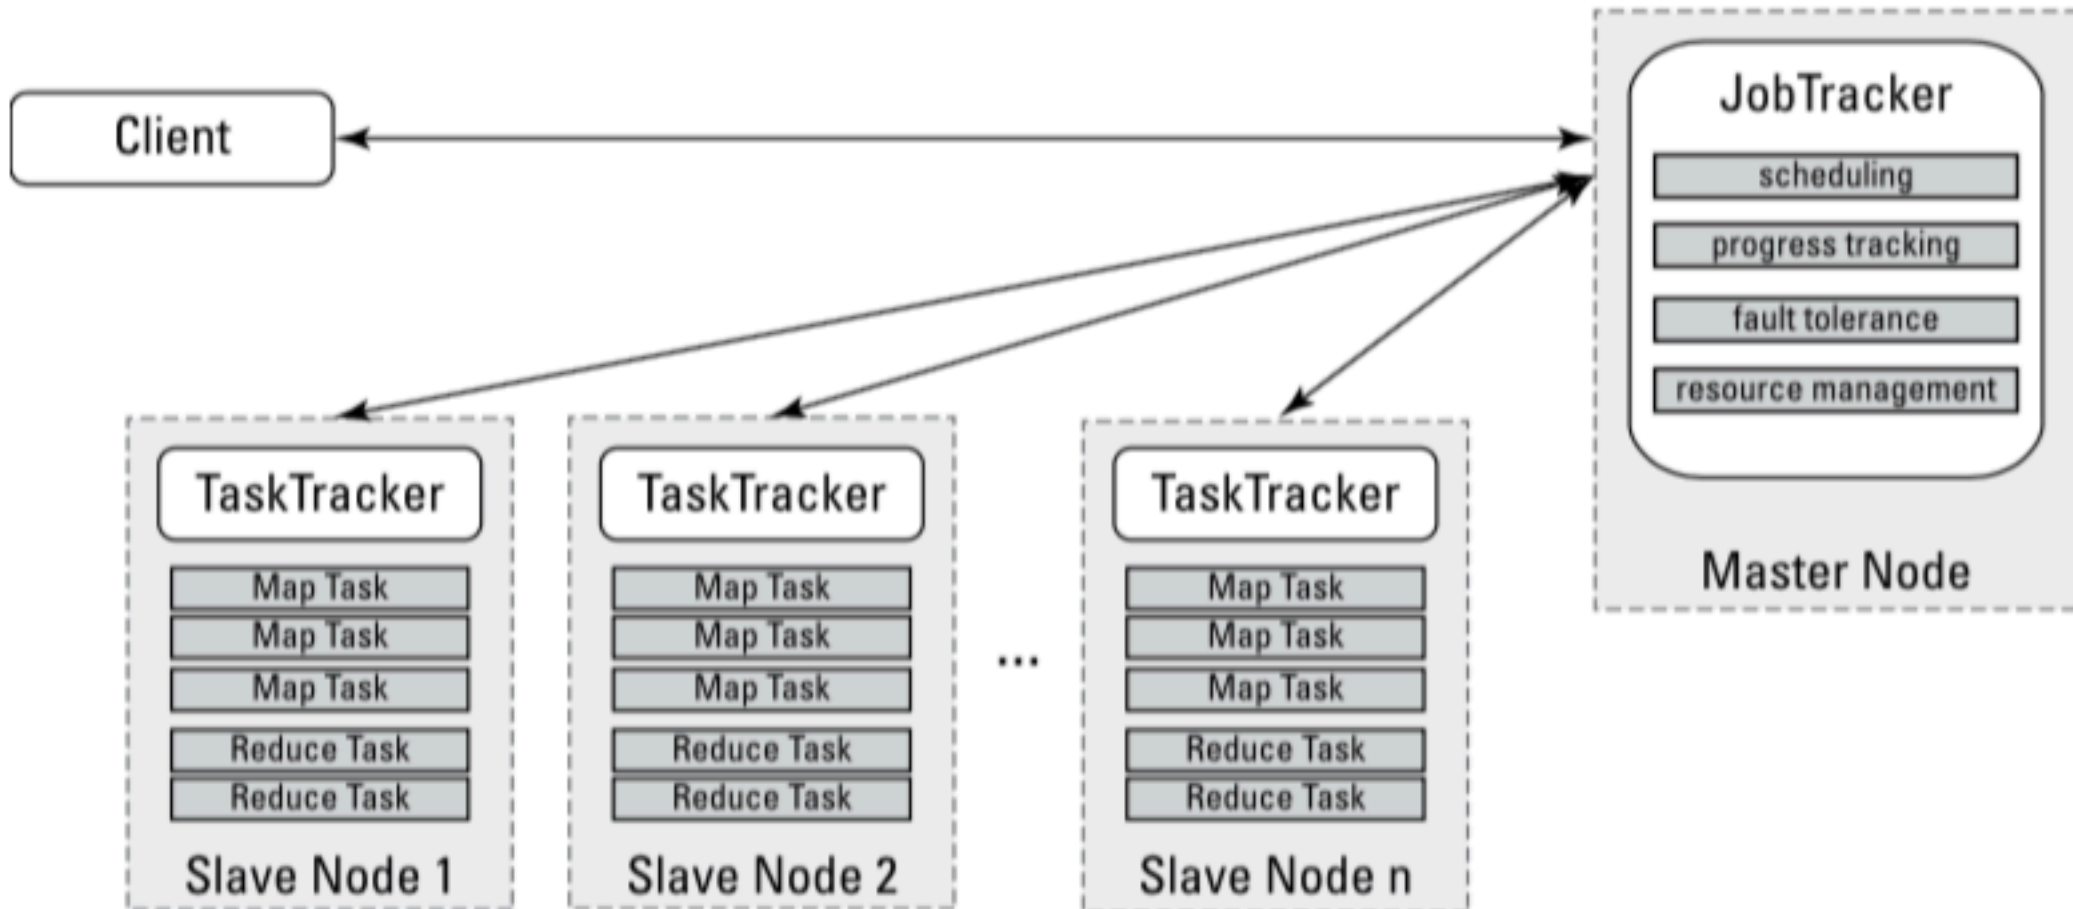 Client
JobTracker
scheduling
progress tracking
fault tolerance
resource management
Master Node
TaskTracker
Map Task
Map Task
Map Task
Reduce Task
Reduce Task
Slave Node 1
TaskTracker
Map Task
Map Task
Map Task
Reduce Task
Reduce Task
Slave Node 2
...
TaskTracker
Map Task
Map Task
Map Task
Reduce Task
Reduce Task
Slave Node n